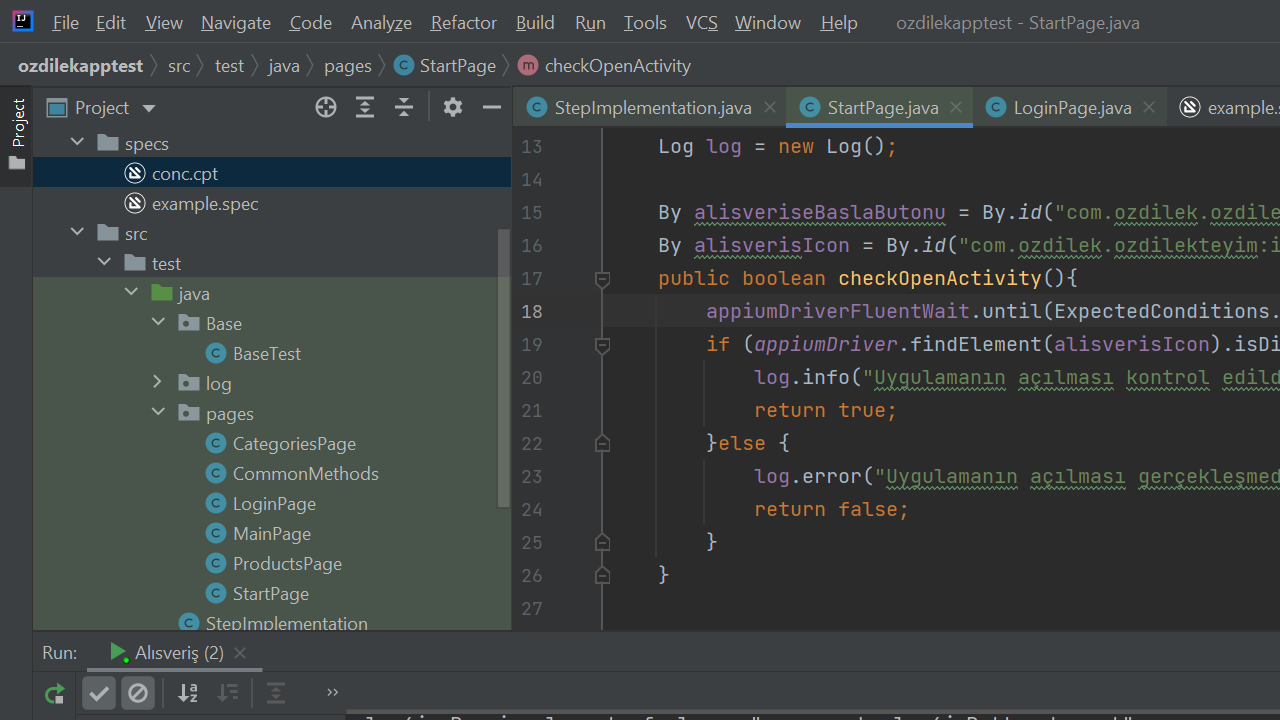 File Edit View Navigate Code Analyze Refactor Build Run Tools VCS Window Help ozdilekapptest - StartPage.java
ozdilekapptest src test java pages StartPage checkOpenActivity
Project
Project
StepImplementation.java StartPage.java LoginPage.java example.
specs
conc.cpt
example.spec
src
test
java
Base
BaseTest
log
pages
CategoriesPage
CommonMethods
LoginPage
MainPage
ProductsPage
StartPage
StepImplementation
13 Log log = new Log();
14
15 By alisveriseBaslaButonu = By.id("com.ozdilek.ozdile
16 By alisverisIcon = By.id("com.ozdilek.ozdilekteyim:i
17 public boolean checkOpenActivity(){
18 appiumDriverFluentWait.until(ExpectedConditions.
19 if (appiumDriver.findElement(alisverisIcon).isDi
20 log.info("Uygulamanın açılması kontrol edild
21 return true;
22 }else {
23 log.error("Uygulamanın açılması gerçekleşmed
24 return false;
25 }
26 }
27
Run: Alısveriş (2)